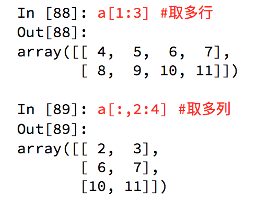 In [88]: a[1:3] #取多行
Out[88]:
array([[ 4,  5,  6,  7],
       [ 8,  9, 10, 11]])
In [89]: a[:,2:4] #取多列
Out[89]:
array([[ 2,  3],
       [ 6,  7],
       [10, 11]])